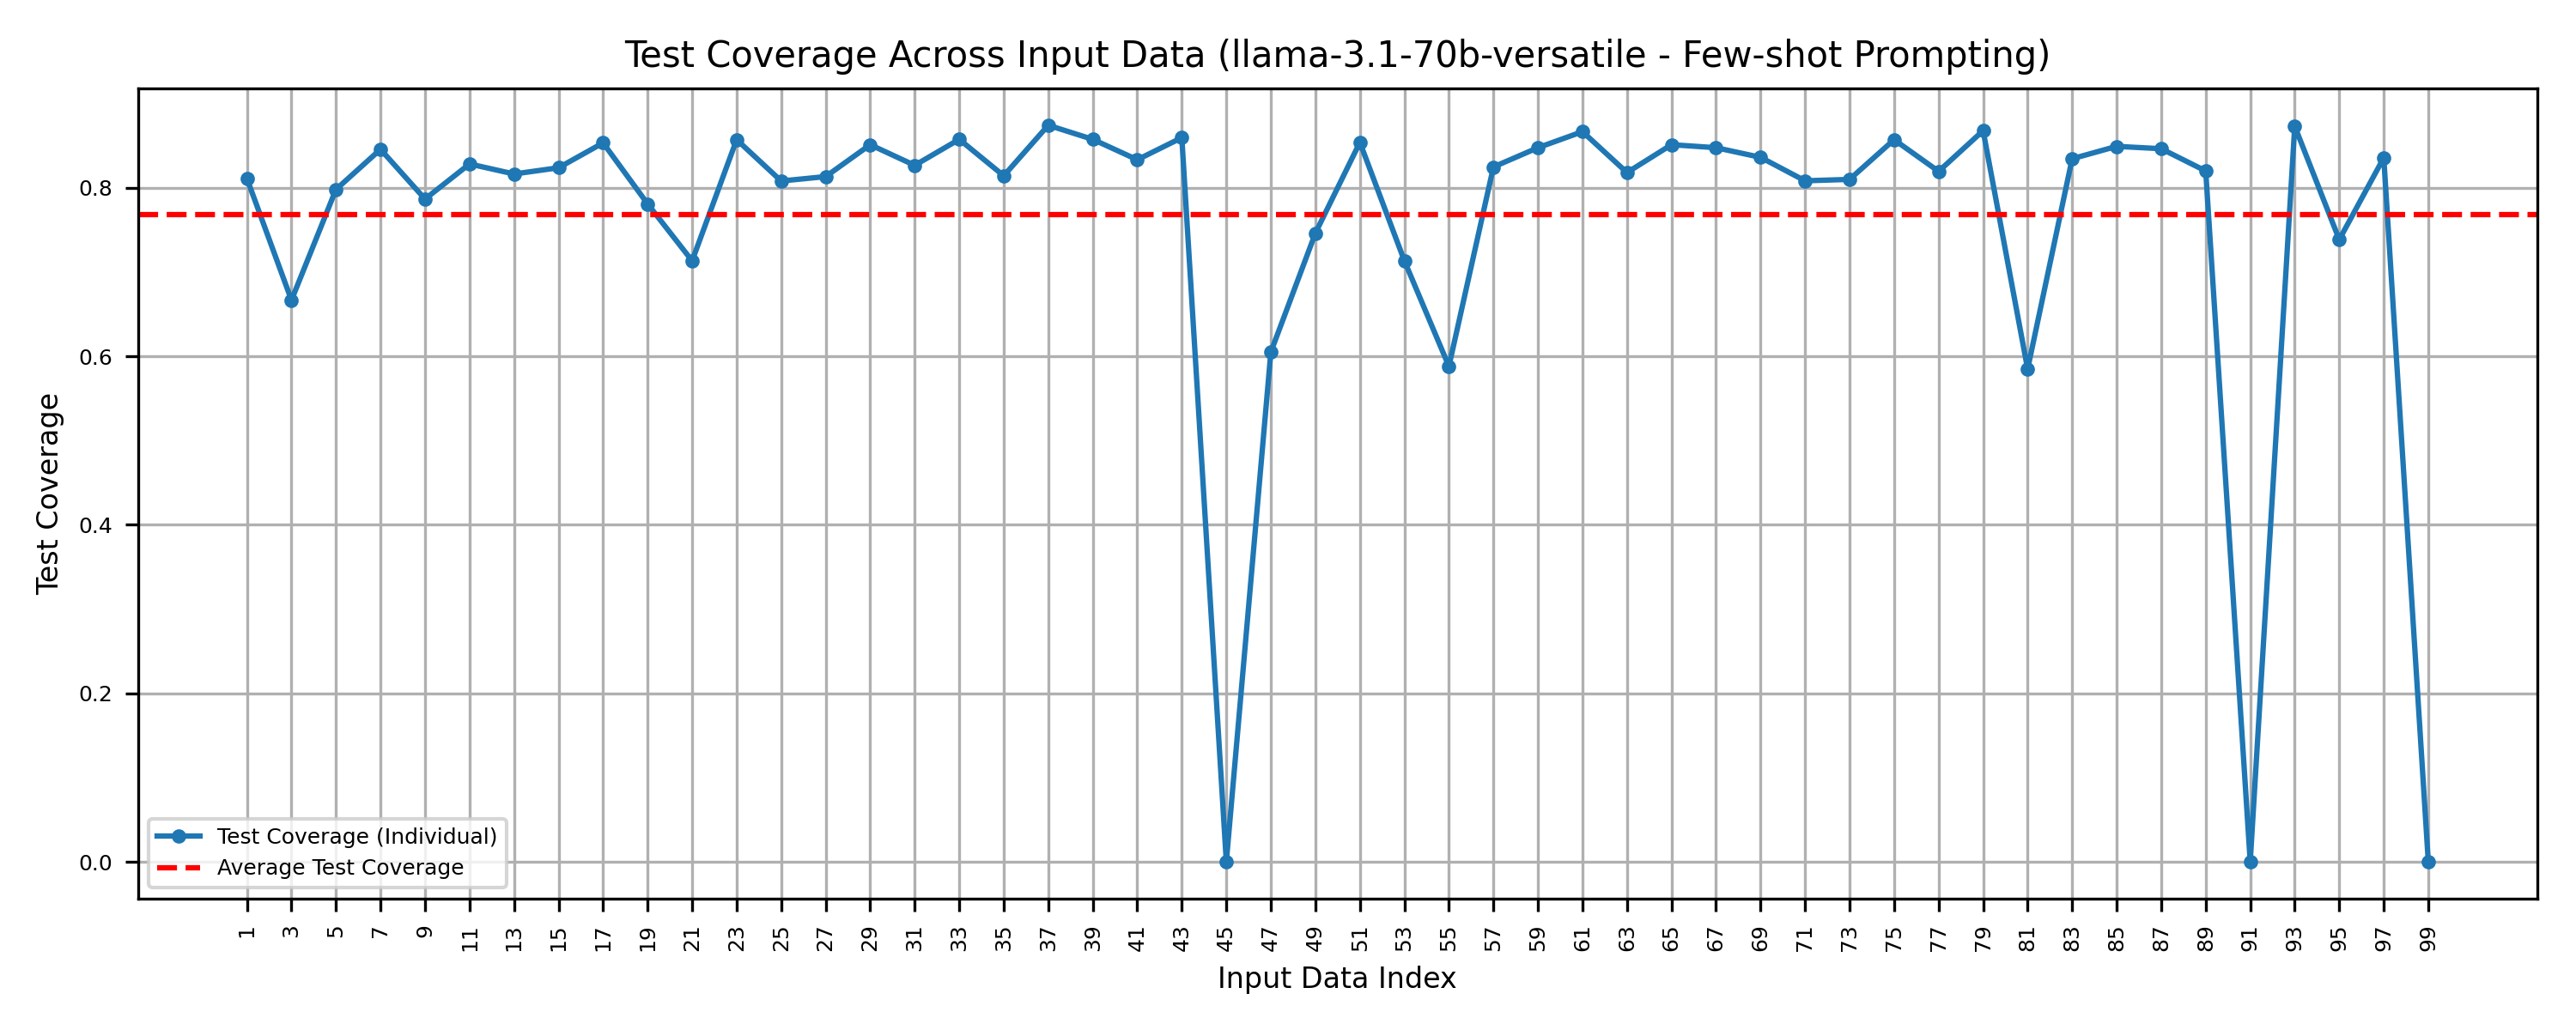 Test Coverage Across Input Data (llama-3.1-70b-versatile - Few-shot Prompting)
Test Coverage
0.8
0.6
0.4
0.2
0.0
Test Coverage (Individual)
Average Test Coverage
1 3 5 7 9 11 13 15 17 19 21 23 25 27 29 31 33 35 37 39 41 43 45 47 49 51 53 55 57 59 61 63 65 67 69 71 73 75 77 79 81 83 85 87 89 91 93 95 97 99
Input Data Index